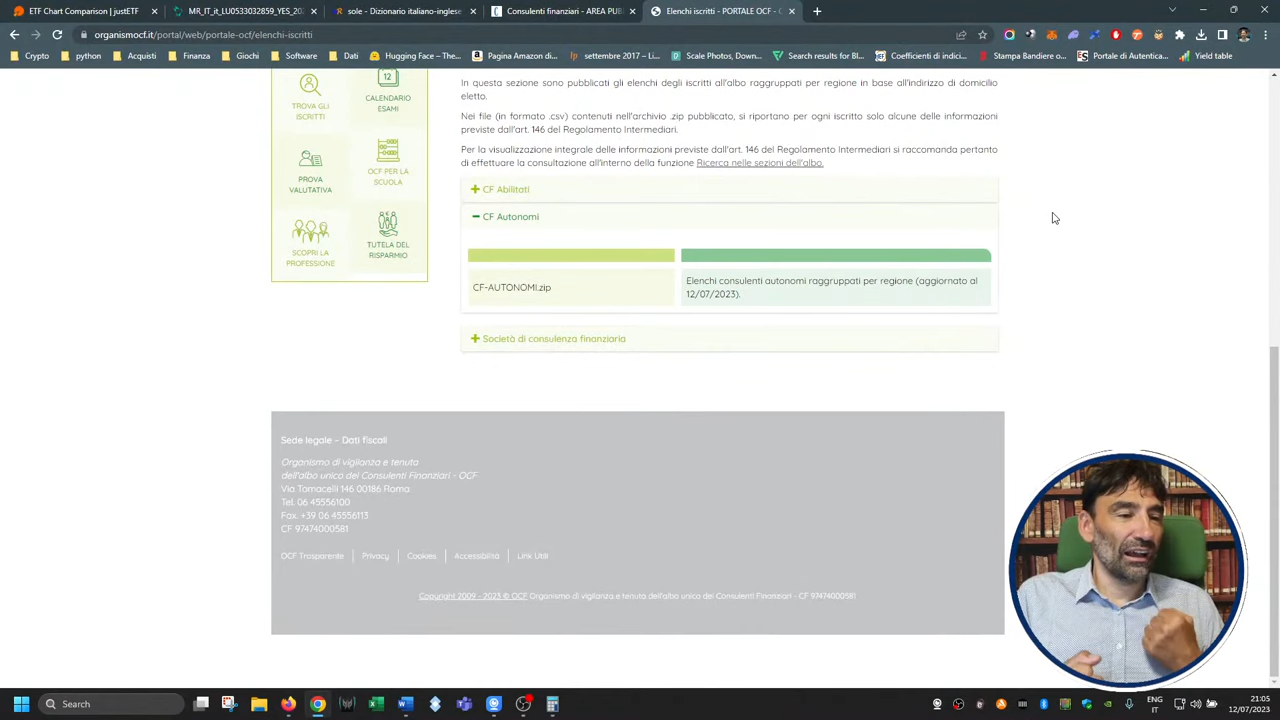 ETF Chart Comparison | justETF
MR_IT_it_LU0533032859_YES_202
sole - Dizionario italiano-inglese
Consulenti finanziari - AREA PUB
PORTALE OCF - C
organismocf.it/portal/web/portale-ocf/elenchi-iscritti
Crypto
python
Acquisti
Finanza
Giochi
Software
Dati
Hugging Face – The...
Pagina Amazon di...
settembre 2017 – Li...
Scale Photos, Down...
Search results for Bl...
Coefficienti di indici...
Stampa Bandiere o...
Portale di Autentica...
Yield table
TROVA GLI
ISCRITTI
CALENDARIO
ESAMI
PROVA
VALUTATIVA
OCF PER LA
SCUOLA
SCOPRI LA
PROFESSIONE
TUTELA DEL
RISPARMIO
In questa sezione sono pubblicati gli elenchi degli iscritti all'albo raggruppati per regione in base all'indirizzo di domicilio
eletto.
Nei file (in formato .csv) contenuti nell'archivio .zip pubblicato, si riportano per ogni iscritto solo alcune delle informazioni
previste dall'art. 146 del Regolamento Intermediari.
Per la visualizzazione integrale delle informazioni previste dall'art. 146 del Regolamento Intermediari si raccomanda pertanto
di effettuare la consultazione all'interno della funzione Ricerca nelle sezioni dell'albo.
CF Abilitati
CF Autonomi
CF-AUTONOMI.zip
Elenchi consulenti autonomi raggruppati per regione (aggiornato al
12/07/2023).
Società di consulenza finanziaria
Sede legale – Dati fiscali
Organismo di vigilanza e tenuta
dell'albo unico dei Consulenti Finanziari - OCF
Via Tomacelli 146 00186 Roma
Tel. 06 45556100
Fax. +39 06 45556113
CF 97474000581
OCF Trasparente
Privacy
Cookies
Accessibilità
Link Utili
Copyright 2009 - 2023 © OCF Organismo di vigilanza e tenuta dell'albo unico dei Consulenti Finanziari - CF 97474000581
Search
ENG
IT
21:05
12/07/2023